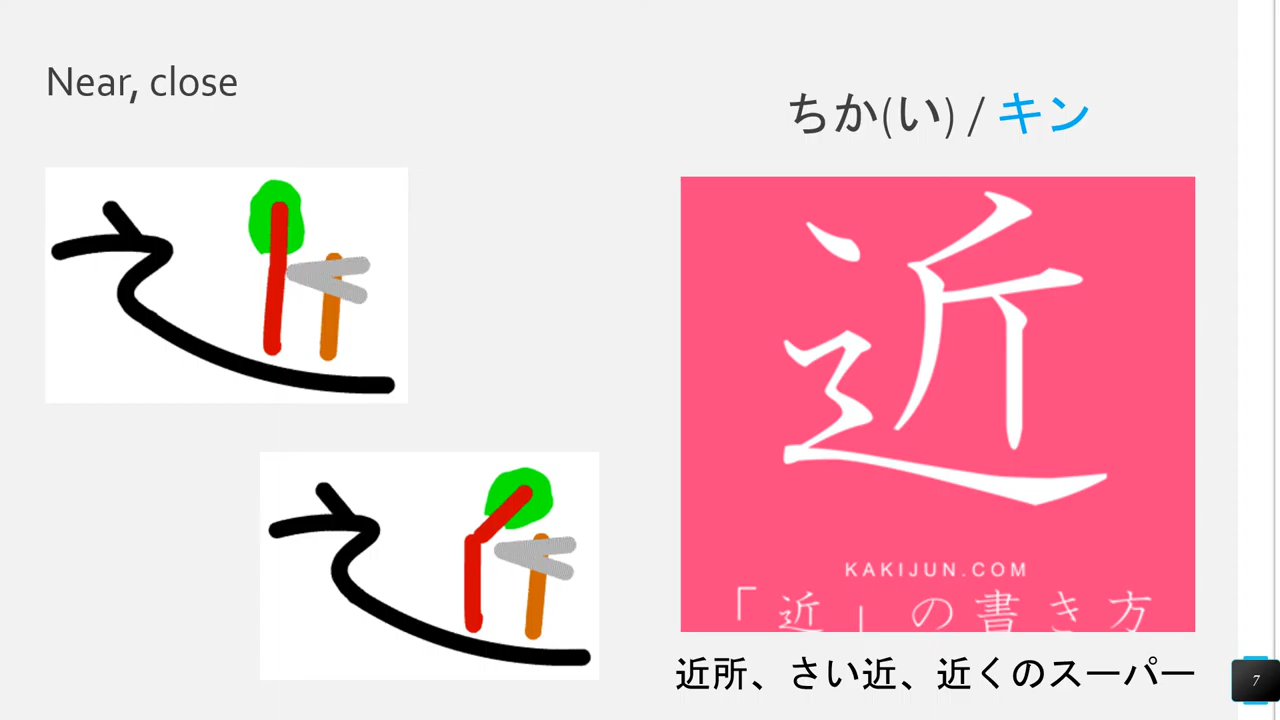 Near, close
ちか(い) / キン
近
KAKIJUN.COM
「近」の書き方
近所、さい近、近くのスーパー
7